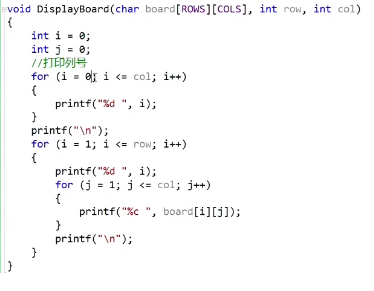 void DisplayBoard(char board[ROWS][COLS], int row, int col)
{
    int i = 0;
    int j = 0;
    //打印列号
    for (i = 0; i <= col; i++)
    {
        printf("%d ", i);
    }
    printf("\n");
    for (i = 1; i <= row; i++)
    {
        printf("%d ", i);
        for (j = 1; j <= col; j++)
        {
            printf("%c ", board[i][j]);
        }
        printf("\n");
    }
}